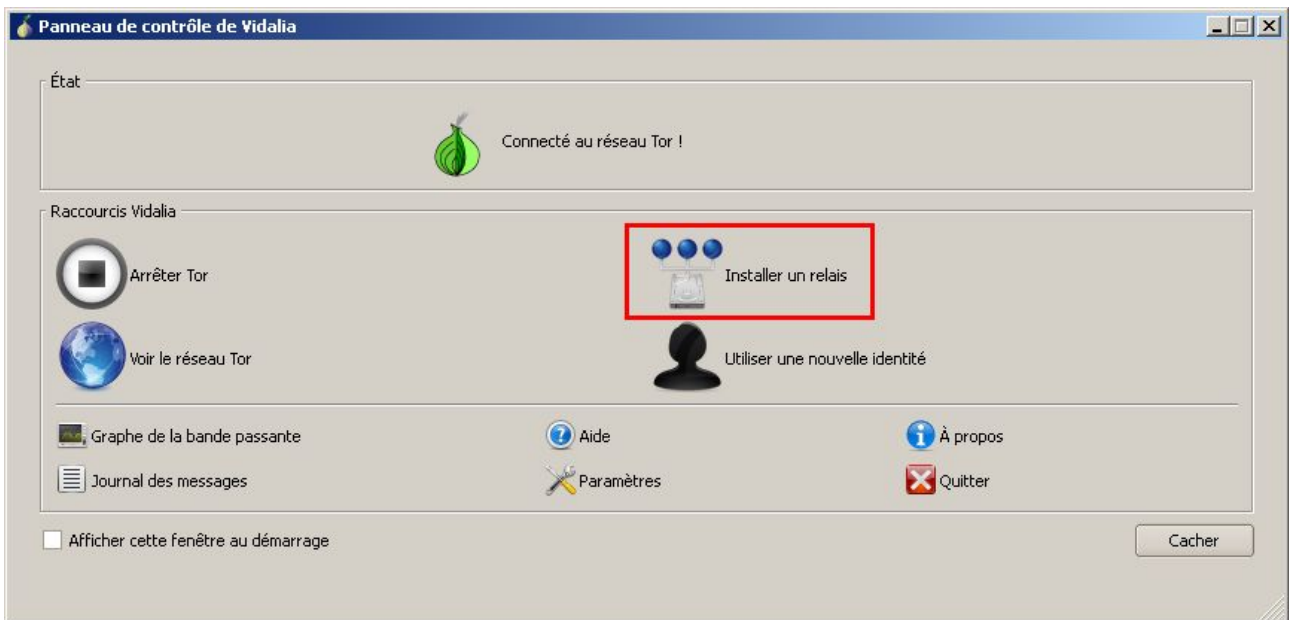 Panneau de contrôle de Vidalia
État
Connecté au réseau Tor !
Raccourcis Vidalia
Arrêter Tor
Installer un relais
Voir le réseau Tor
Utiliser une nouvelle identité
Graphe de la bande passante
Aide
À propos
Journal des messages
Paramètres
Quitter
Afficher cette fenêtre au démarrage
Cacher